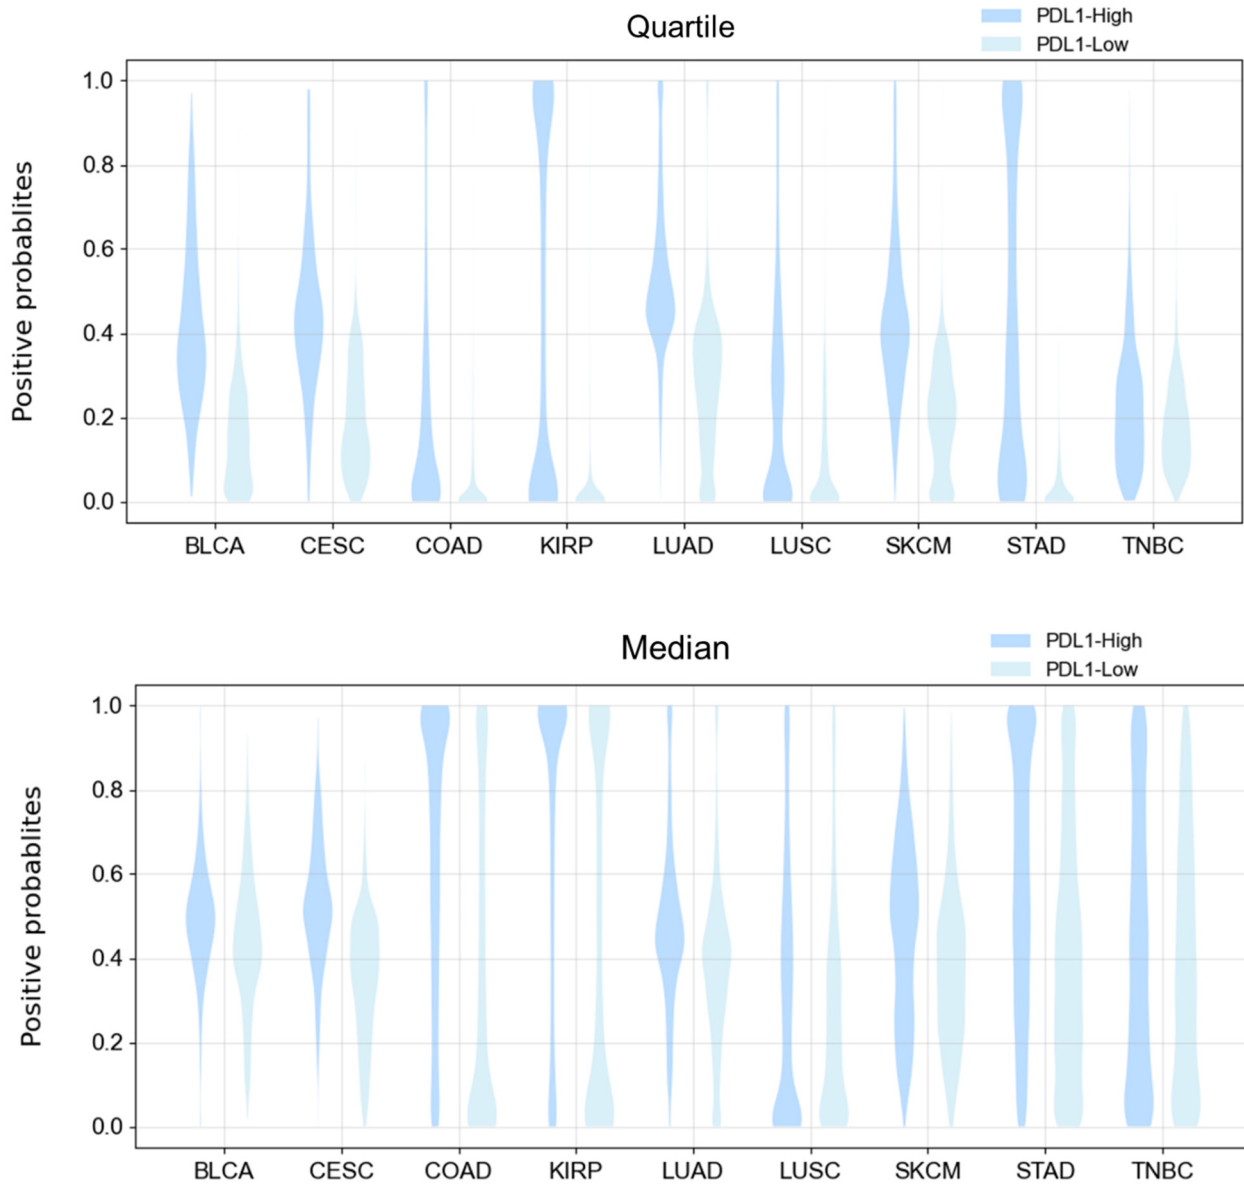 Quartile
PDL1-High
PDL1-Low
Positive probablites
1.0
0.8
0.6
0.4
0.2
0.0
BLCA CESC COAD KIRP LUAD LUSC SKCM STAD TNBC
Median
PDL1-High
PDL1-Low
Positive probablites
1.0
0.8
0.6
0.4
0.2
0.0
BLCA CESC COAD KIRP LUAD LUSC SKCM STAD TNBC